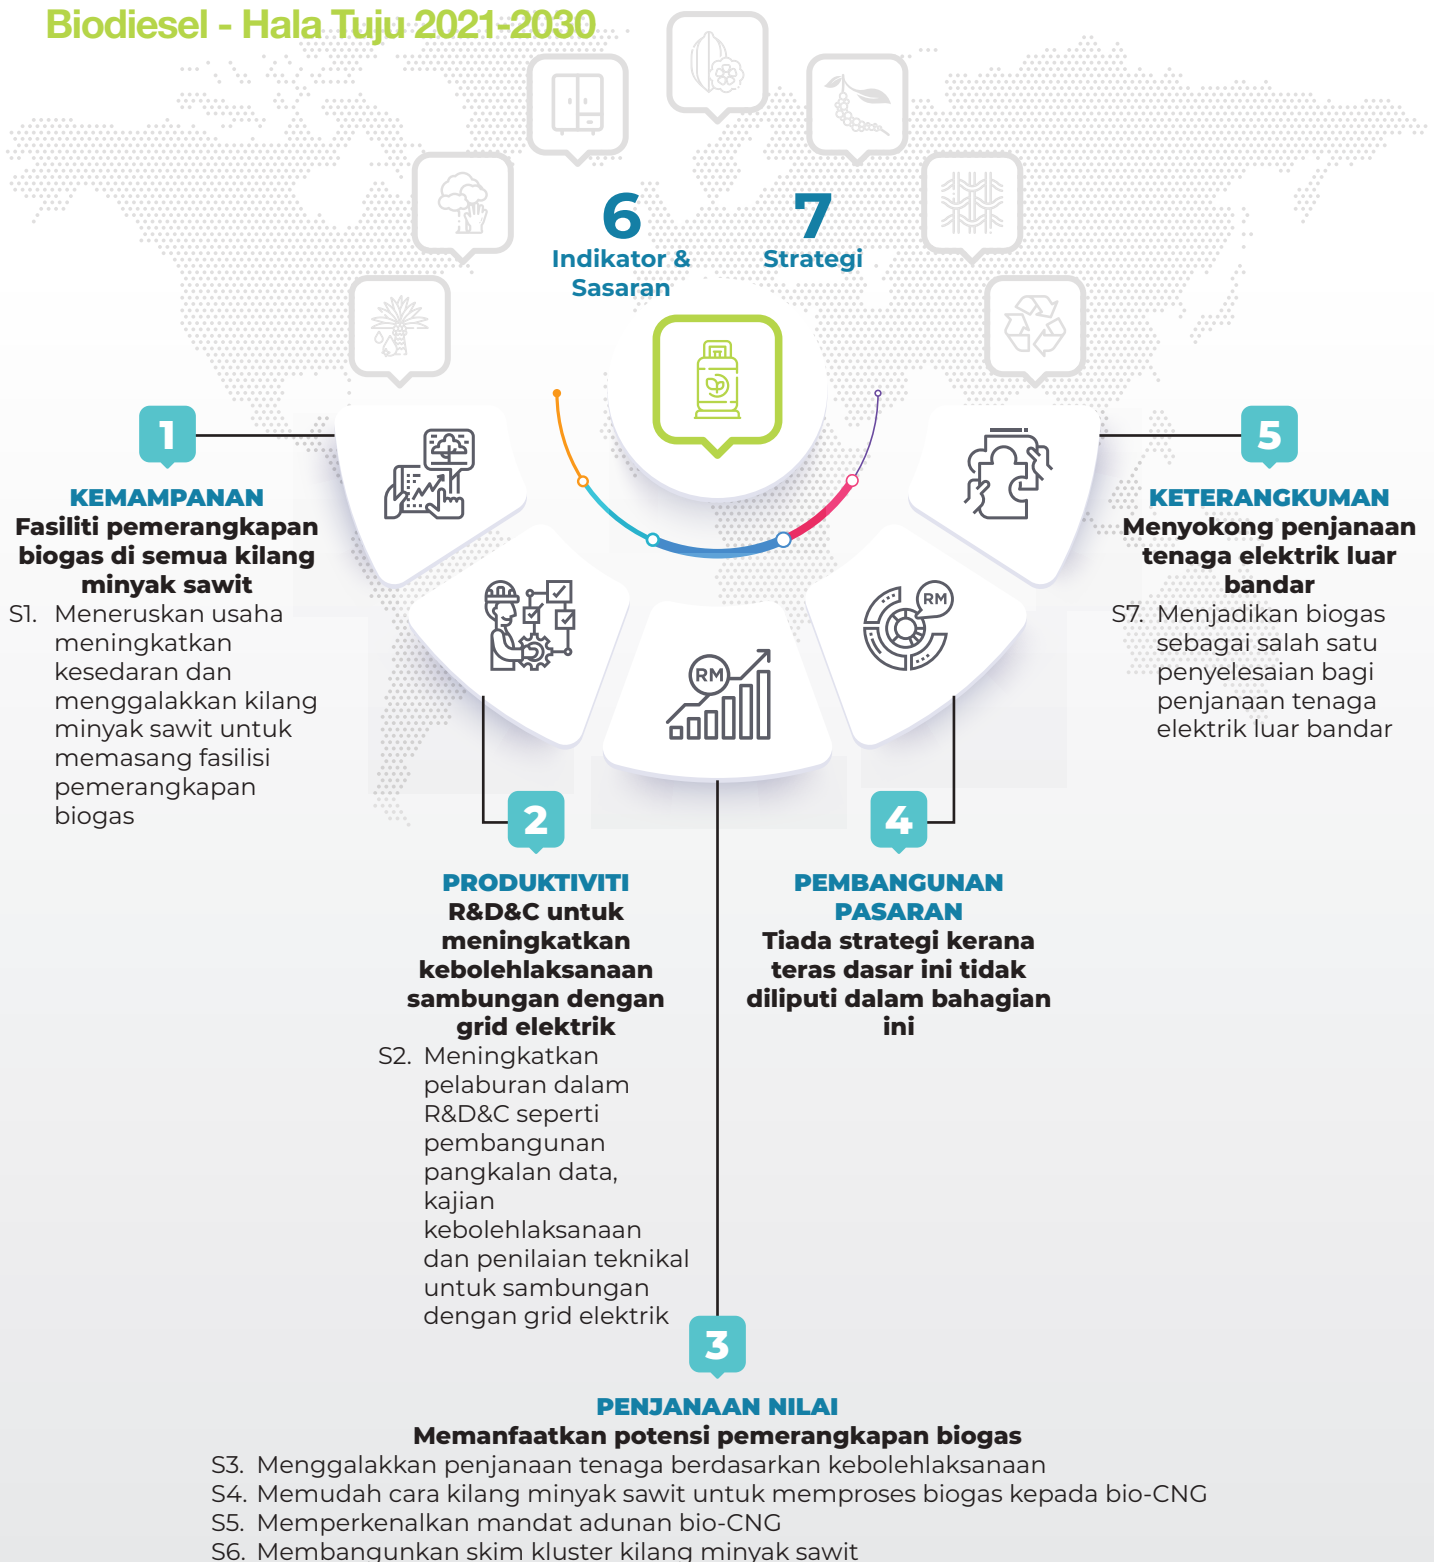 Biodiesel - Hala Tuju 2021-2030
6
Indikator &
Sasaran
7
Strategi
1
KEMAMPANAN
Fasiliti pemerangkapan
biogas di semua kilang
minyak sawit
S1. Meneruskan usaha
meningkatkan
kesedaran dan
menggalakkan kilang
minyak sawit untuk
memasang fasilisi
pemerangkapan
biogas
RM
RM
2
PRODUKTIVITI
R&D&C untuk
meningkatkan
kebolehlaksanaan
sambungan dengan
grid elektrik
S2. Meningkatkan
pelaburan dalam
R&D&C seperti
pembangunan
pangkalan data,
kajian
kebolehlaksanaan
dan penilaian teknikal
untuk sambungan
dengan grid elektrik
3
PENJANAAN NILAI
Memanfaatkan potensi pemerangkapan biogas
S3. Menggalakkan penjanaan tenaga berdasarkan kebolehlaksanaan
S4. Memudah cara kilang minyak sawit untuk memproses biogas kepada bio-CNG
S5. Memperkenalkan mandat adunan bio-CNG
S6. Membangunkan skim kluster kilang minyak sawit
4
PEMBANGUNAN
PASARAN
Tiada strategi kerana
teras dasar ini tidak
diliputi dalam bahagian
ini
5
KETERANGKUMAN
Menyokong penjanaan
tenaga elektrik luar
bandar
S7. Menjadikan biogas
sebagai salah satu
penyelesaian bagi
penjanaan tenaga
elektrik luar bandar